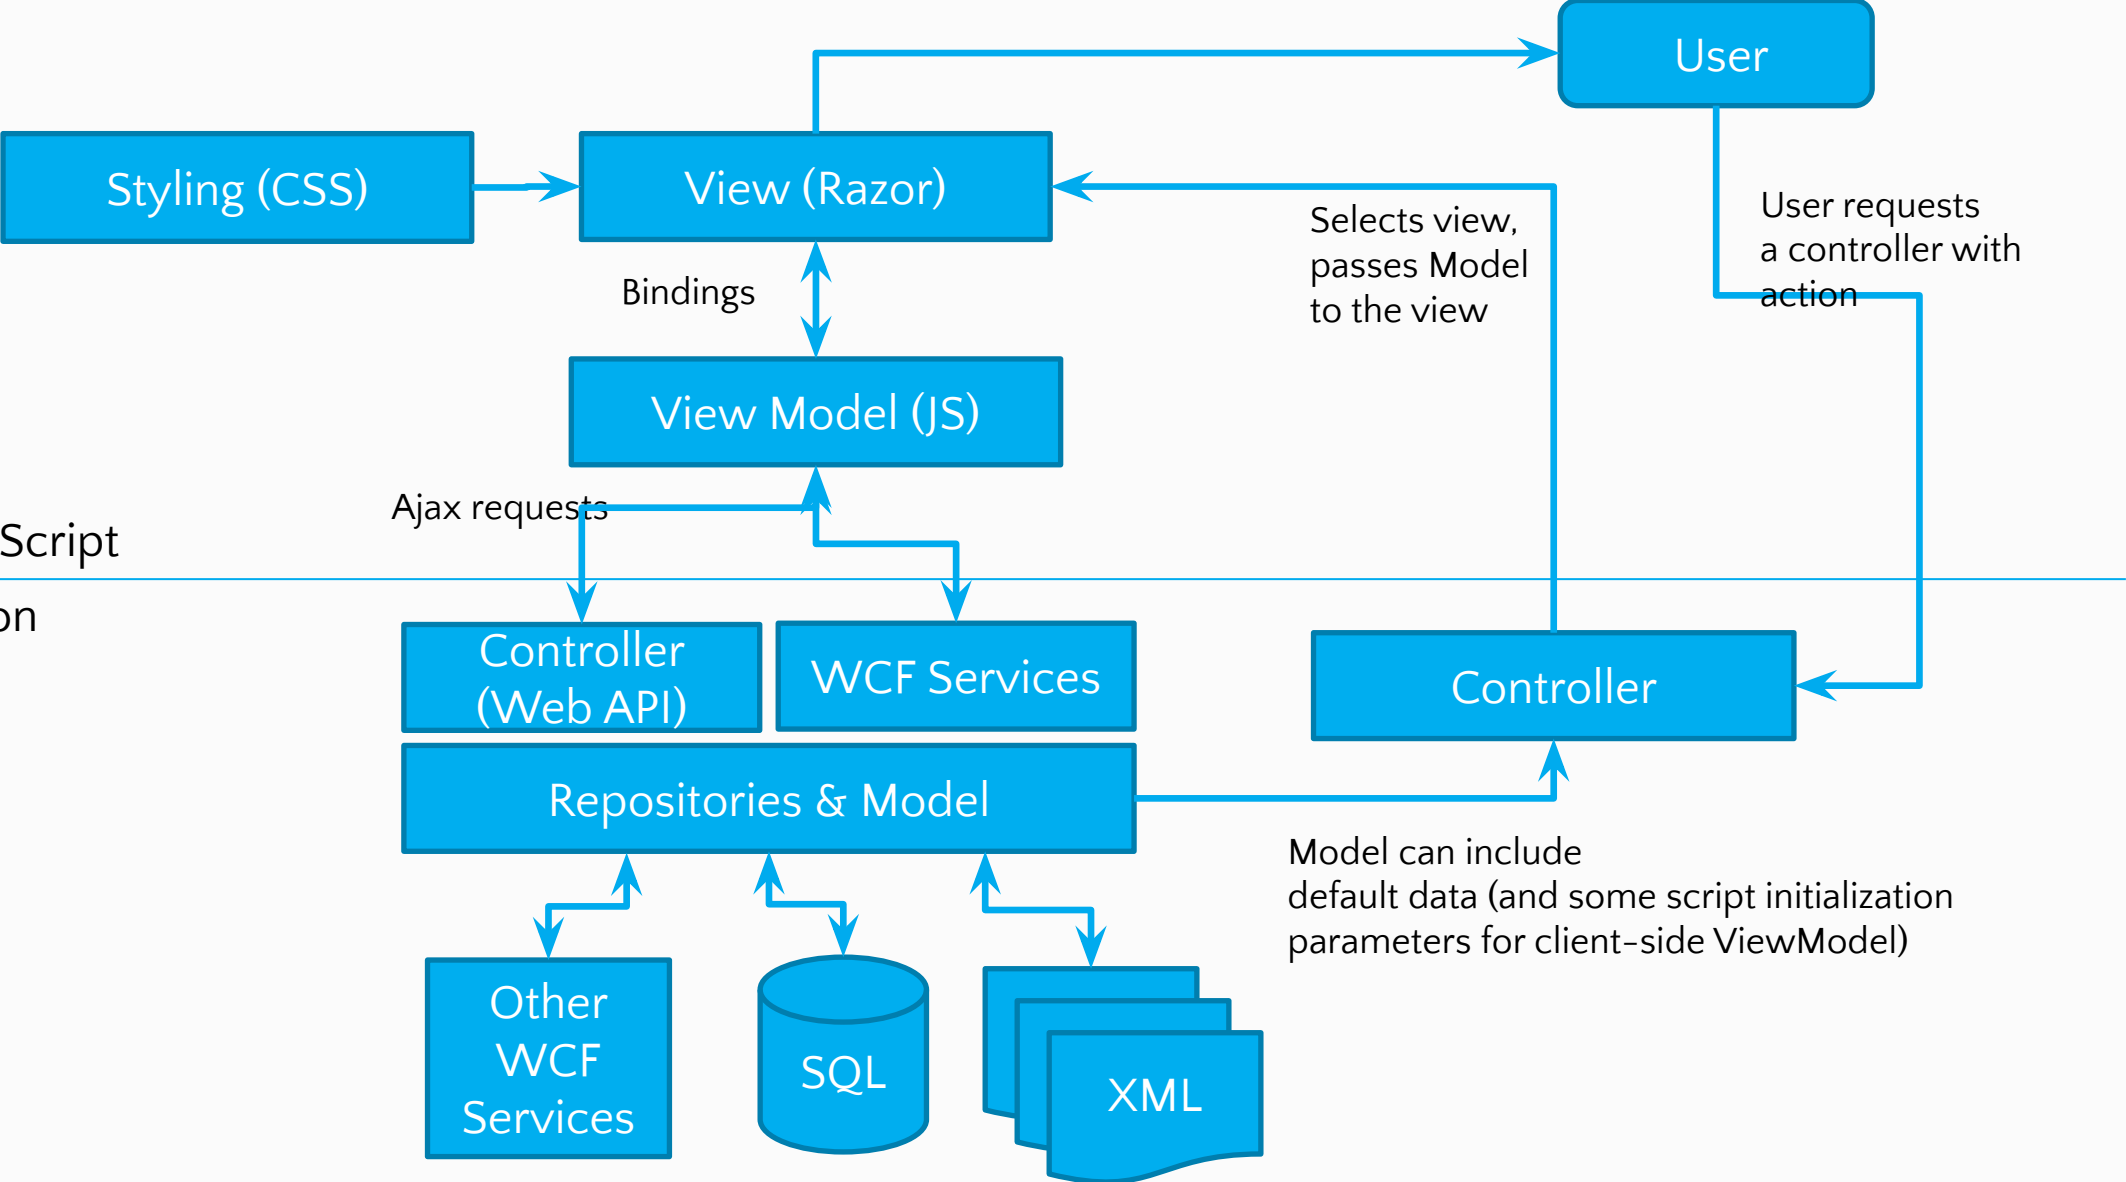 User
Styling (CSS)
View (Razor)
Selects view,
passes Model
to the view
User requests
a controller with
action
Bindings
View Model (JS)
Ajax requests
Script
on
Controller
(Web API)
WCF Services
Controller
Repositories & Model
Model can include
default data (and some script initialization
parameters for client-side ViewModel)
Other
WCF
Services
SQL
XML